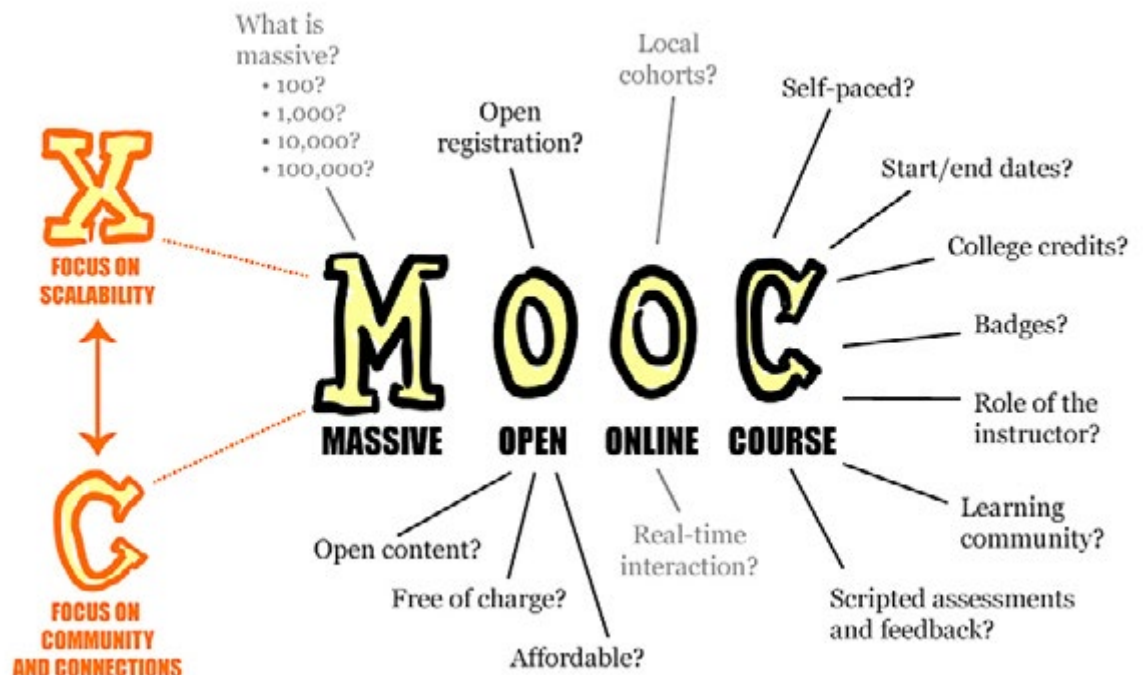 What is
massive?
• 100?
• 1,000?
• 10,000?
• 100,000?
Open
registration?
Local
cohorts?
Self-paced?
Start/end dates?
College credits?
Badges?
Role of the
instructor?
Learning
community?
Scripted assessments
and feedback?
X
FOCUS ON
SCALABILITY
C
FOCUS ON
COMMUNITY
AND CONNECTIONS
MOOC
MASSIVE OPEN ONLINE COURSE
Open content?
Free of charge?
Affordable?
Real-time
interaction?